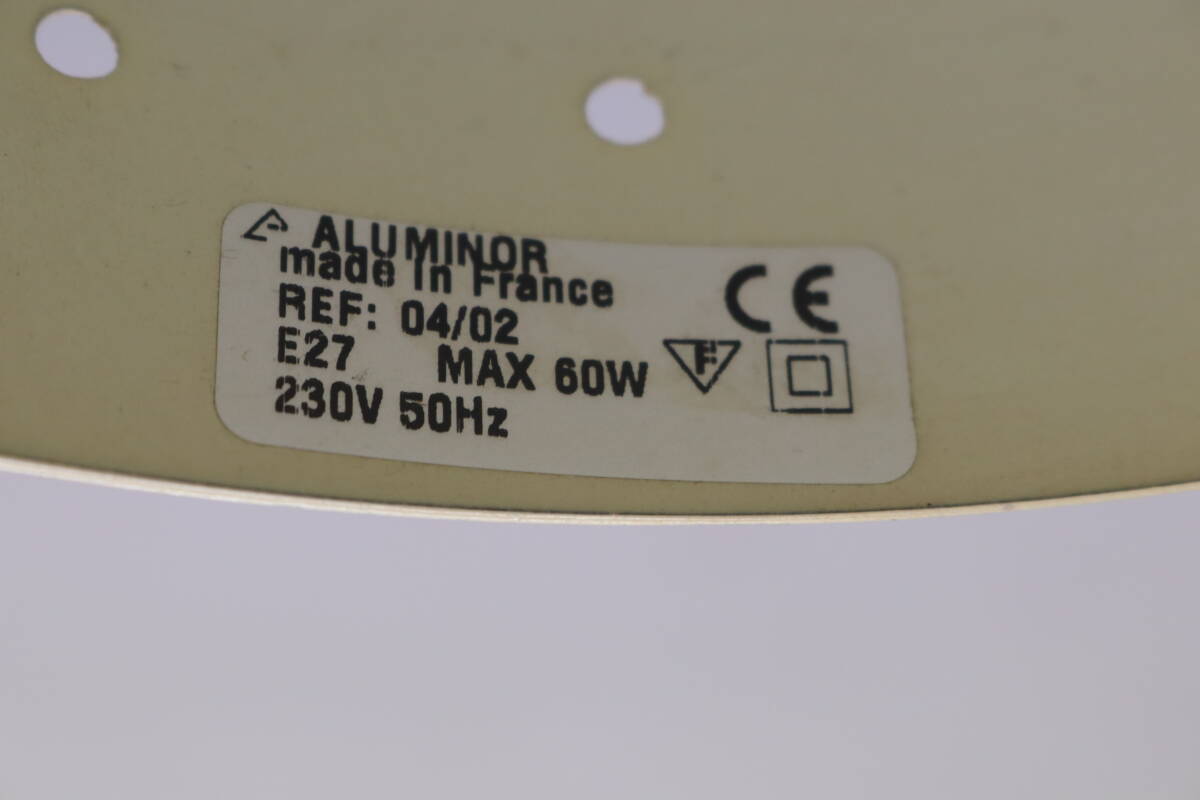 ALUMINOR
made in France
REF: 04/02
E27 MAX 60W
230V 50Hz
CE
F